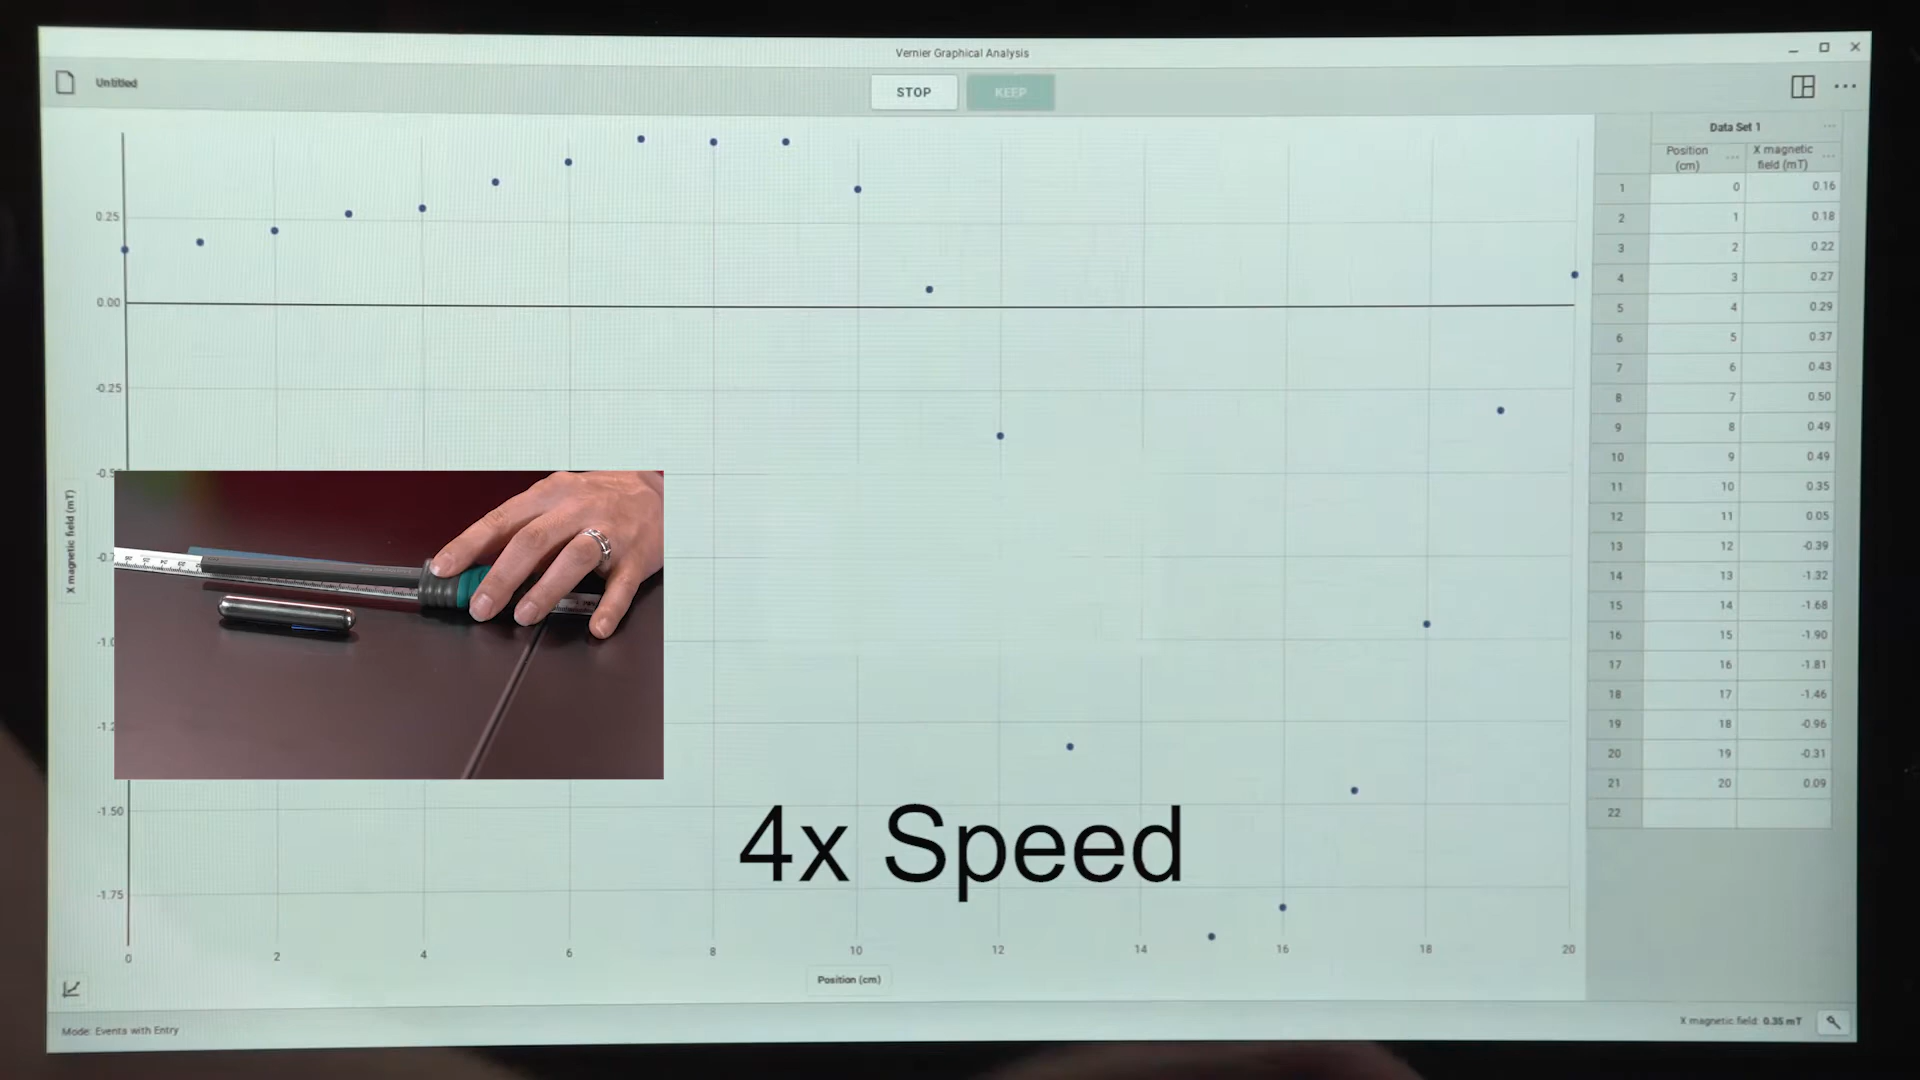 Vernier Graphical Analysis
Untitled
STOP
KEEP
Data Set 1
Position (cm)
X magnetic field (mT)
1 0 0.16
2 1 0.18
3 2 0.22
4 3 0.27
5 4 0.29
6 5 0.37
7 6 0.43
8 7 0.50
9 8 0.49
10 9 0.49
11 10 0.35
12 11 0.05
13 12 -0.39
14 13 -1.32
15 14 -1.68
16 15 -1.90
17 16 -1.81
18 17 -1.46
19 18 -0.96
20 19 -0.31
21 20 0.09
22
0.25
0.00
-0.25
-1.50
-1.75
X magnetic field (mT)
4x Speed
0 2 4 6 8 10 12 14 16 18 20
Position (cm)
Mode: Events with Entry
X magnetic field: 0.35 mT